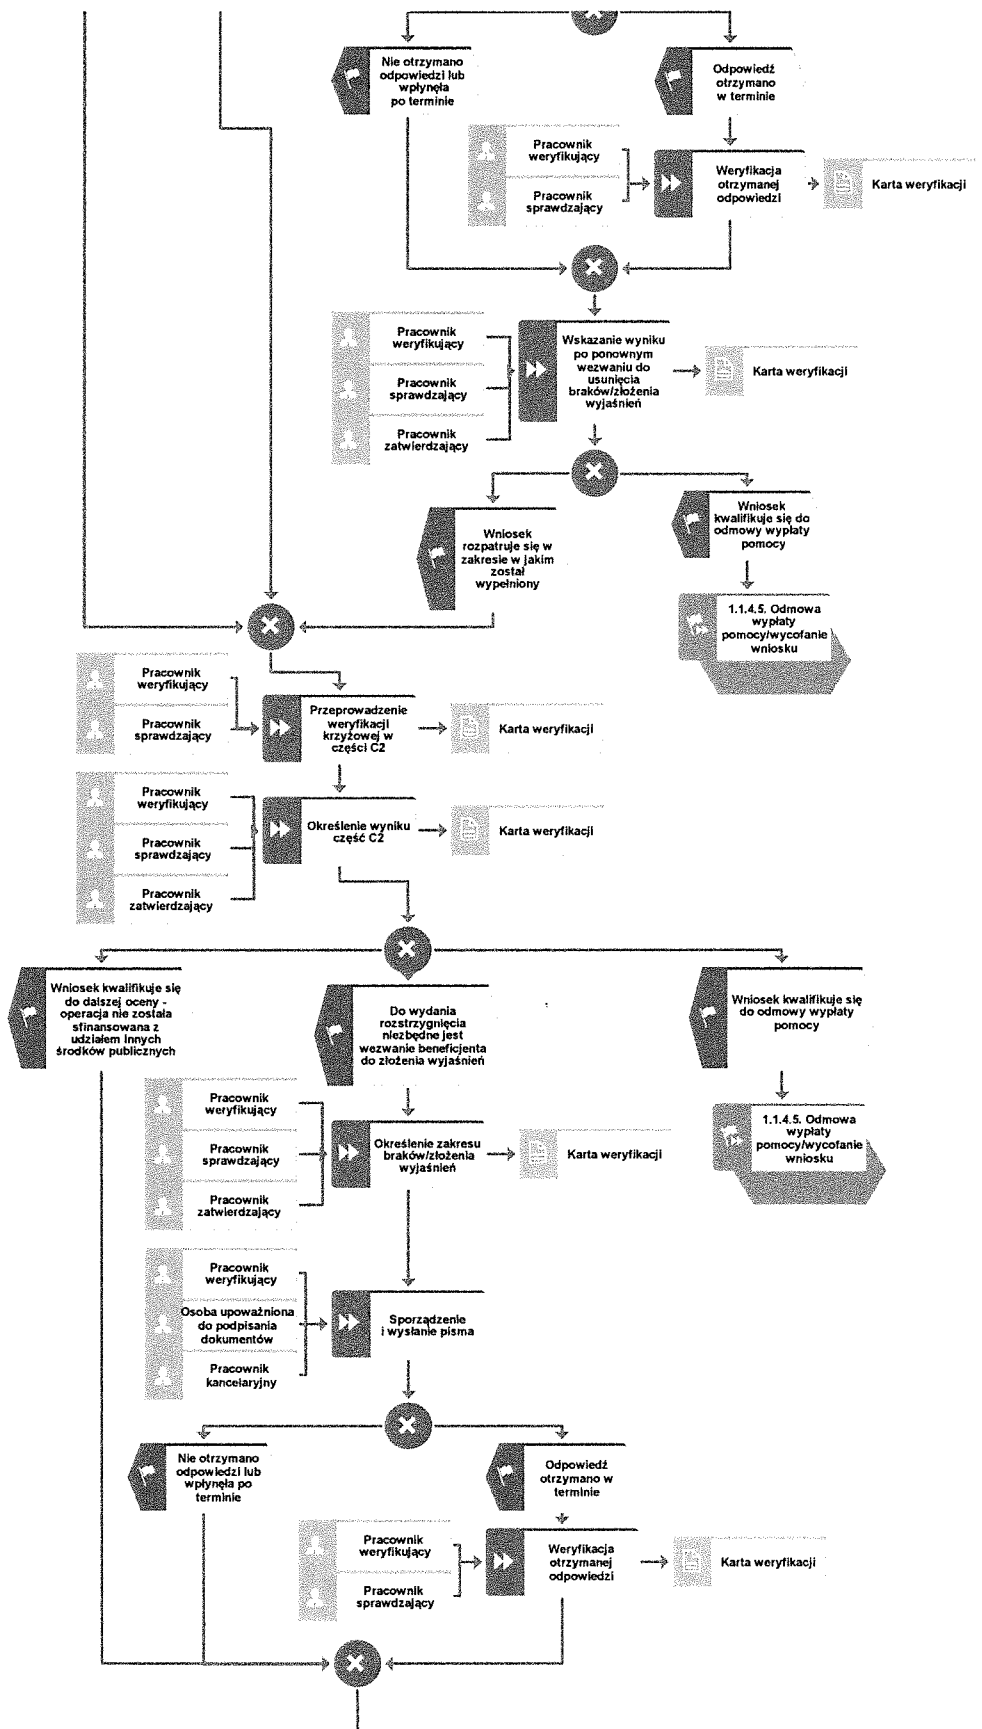 Nie otrzymano
odpowiedzi lub
wpłynęła
po terminie
Odpowiedź
otrzymano
w terminie
Pracownik
weryfikujący
Pracownik
sprawdzający
Weryfikacja
otrzymanej
odpowiedzi
Karta weryfikacji
Pracownik
weryfikujący
Pracownik
sprawdzający
Pracownik
zatwierdzający
Wskazanie wyniku
po ponownym
wezwaniu do
usunięcia
braków/złożenia
wyjaśnień
Karta weryfikacji
Wniosek
rozpatruje się w
zakresie w jakim
został
wypełniony
Wniosek
kwalifikuje się do
odmowy wypłaty
pomocy
1.1.4.5. Odmowa
wypłaty
pomocy/wycofanie
wniosku
Pracownik
weryfikujący
Pracownik
sprawdzający
Przeprowadzenie
weryfikacji
krzyżowej w
części C2
Karta weryfikacji
Pracownik
weryfikujący
Pracownik
sprawdzający
Pracownik
zatwierdzający
Określenie wyniku
część C2
Karta weryfikacji
Wniosek kwalifikuje się
do dalszej oceny -
operacja nie została
sfinansowana z
udziałem innych
środków publicznych
Do wydania
rozstrzygnięcia
niezbędne jest
wezwanie beneficjenta
do złożenia wyjaśnień
Wniosek kwalifikuje się
do odmowy wypłaty
pomocy
1.1.4.5. Odmowa
wypłaty
pomocy/wycofanie
wniosku
Pracownik
weryfikujący
Pracownik
sprawdzający
Pracownik
zatwierdzający
Określenie zakresu
braków/złożenia
wyjaśnień
Karta weryfikacji
Pracownik
weryfikujący
Osoba upoważniona
do podpisania
dokumentów
Pracownik
kancelaryjny
Sporządzenie
i wysłanie pisma
Nie otrzymano
odpowiedzi lub
wpłynęła po
terminie
Odpowiedź
otrzymano w
terminie
Pracownik
weryfikujący
Pracownik
sprawdzający
Weryfikacja
otrzymanej
odpowiedzi
Karta weryfikacji